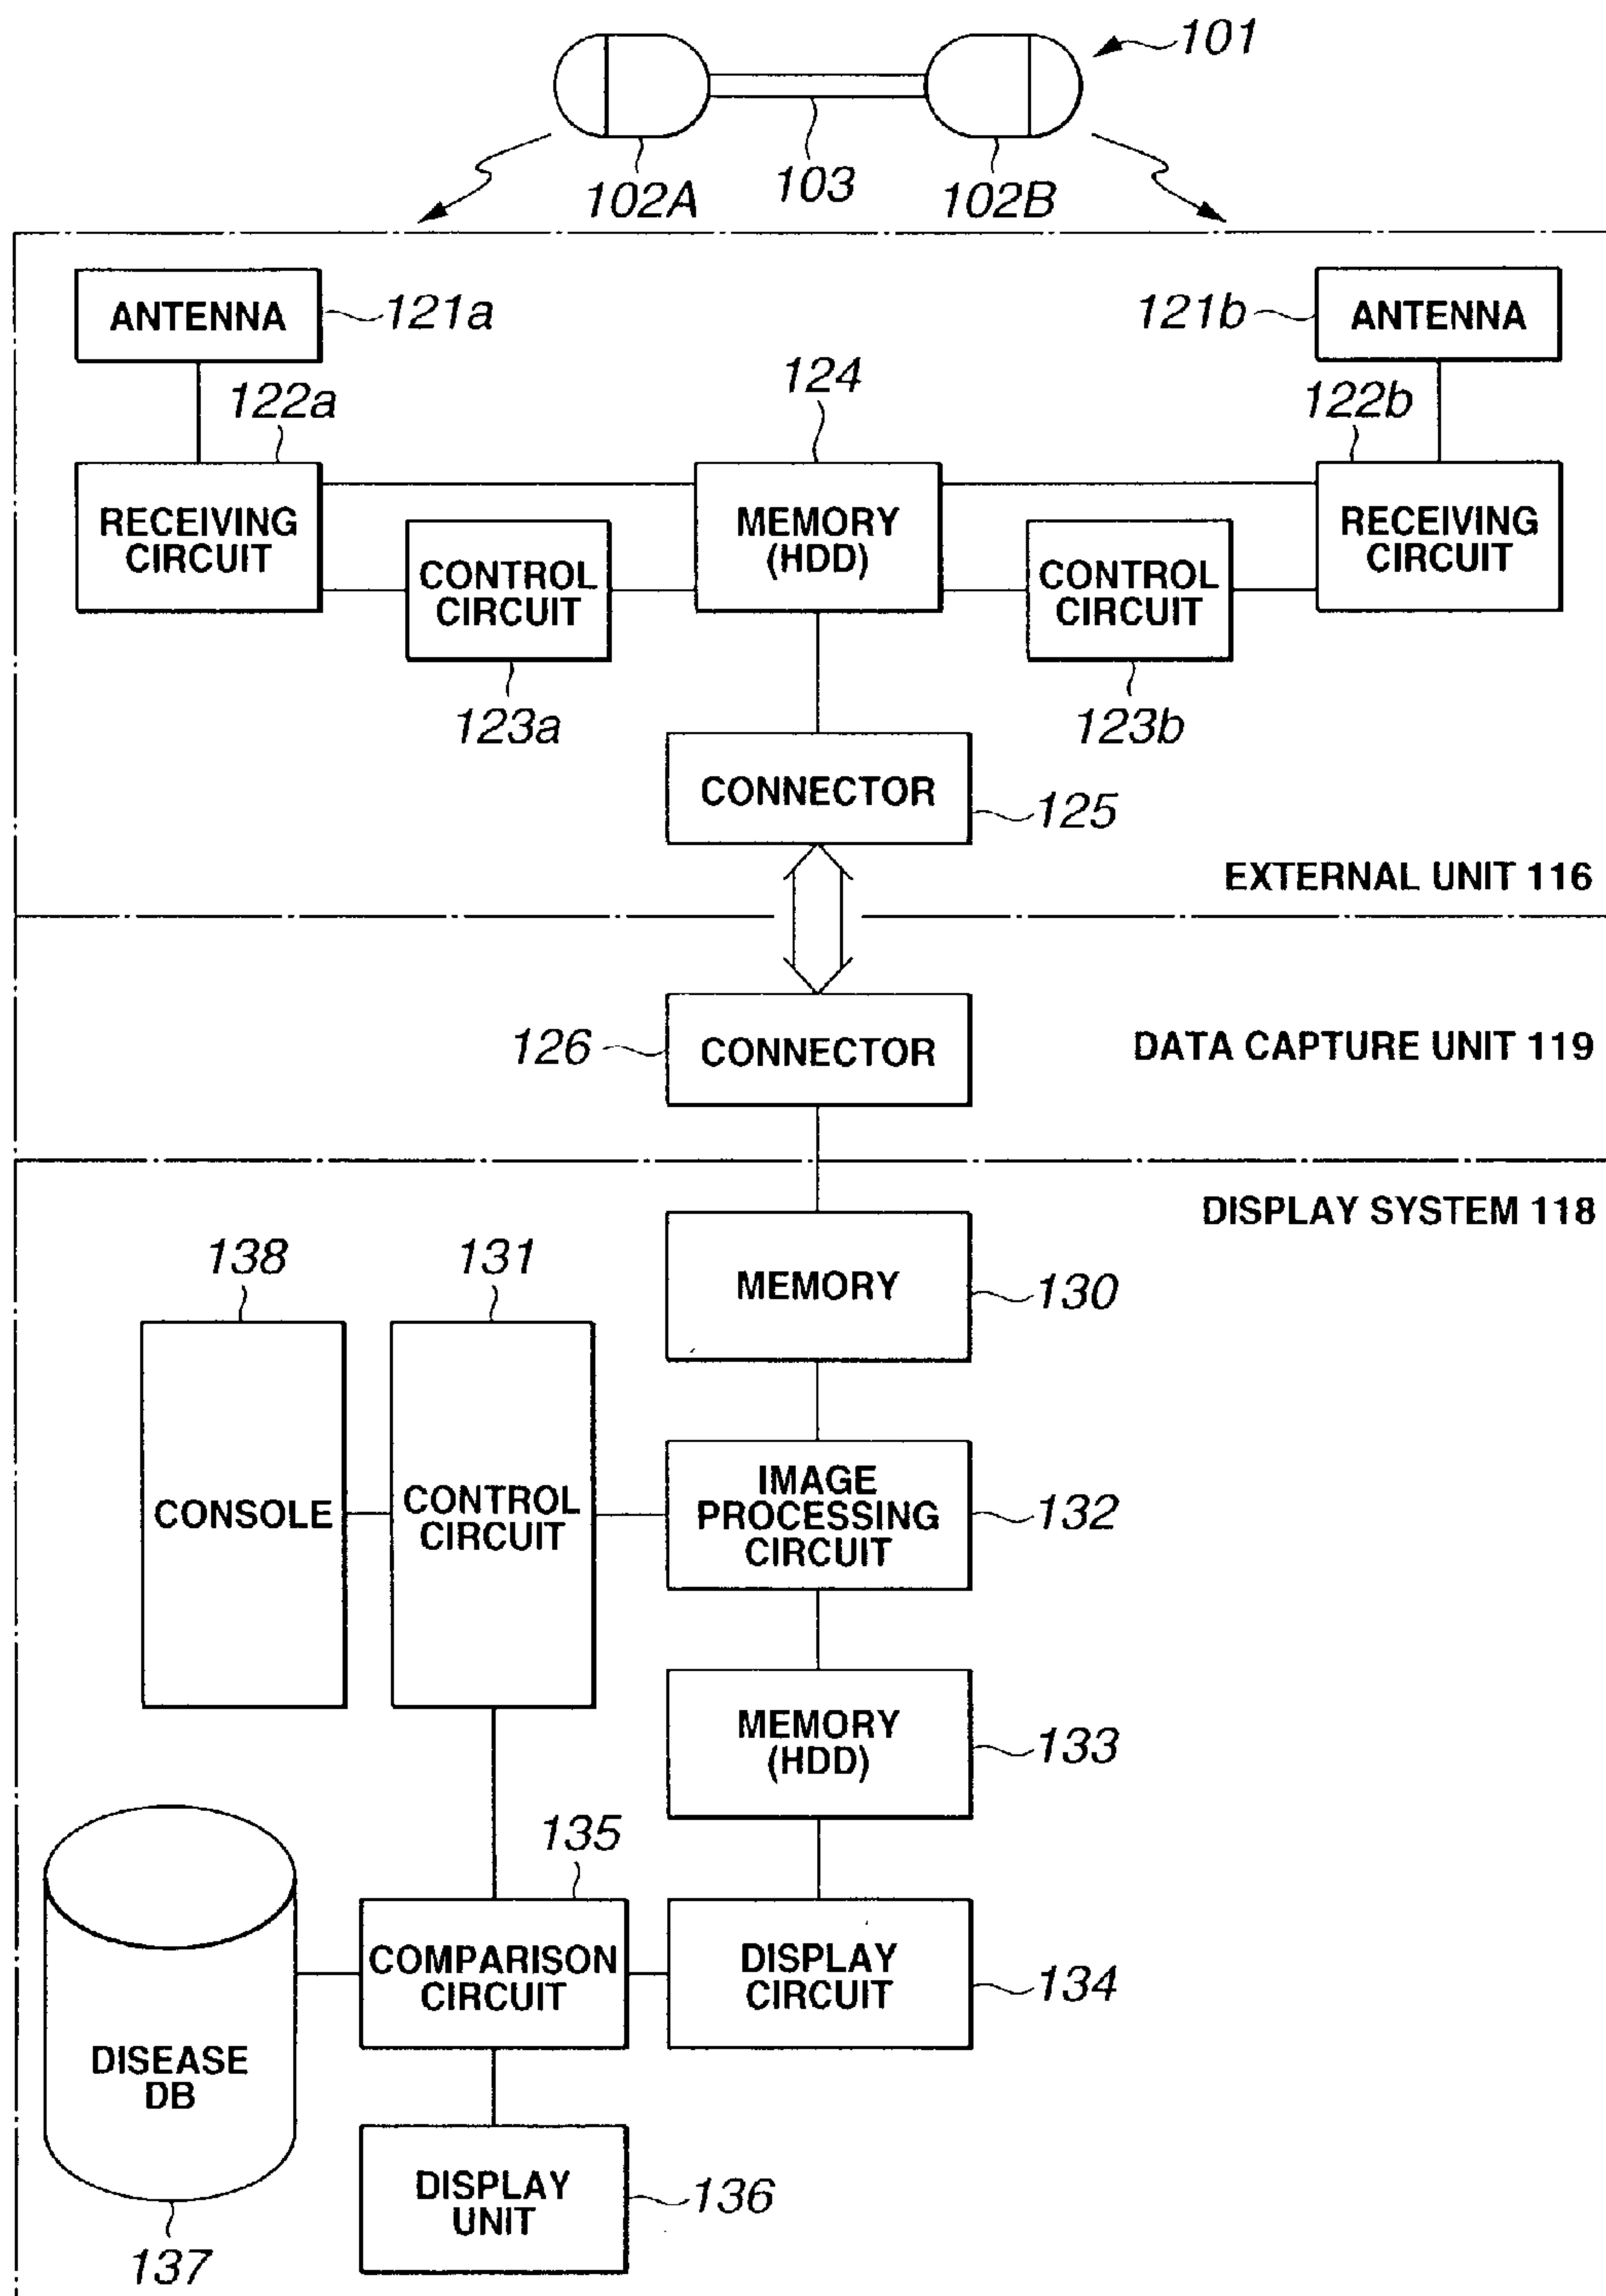 101
102A
103
102B
ANTENNA
121a
121b
ANTENNA
122a
124
122b
RECEIVING
CIRCUIT
CONTROL
CIRCUIT
MEMORY
(HDD)
CONTROL
CIRCUIT
RECEIVING
CIRCUIT
123a
123b
CONNECTOR
125
EXTERNAL UNIT 116
126
CONNECTOR
DATA CAPTURE UNIT 119
DISPLAY SYSTEM 118
138
131
MEMORY
130
CONSOLE
CONTROL
CIRCUIT
IMAGE
PROCESSING
CIRCUIT
132
MEMORY
(HDD)
133
135
COMPARISON
CIRCUIT
DISPLAY
CIRCUIT
134
DISEASE
DB
DISPLAY
UNIT
136
137